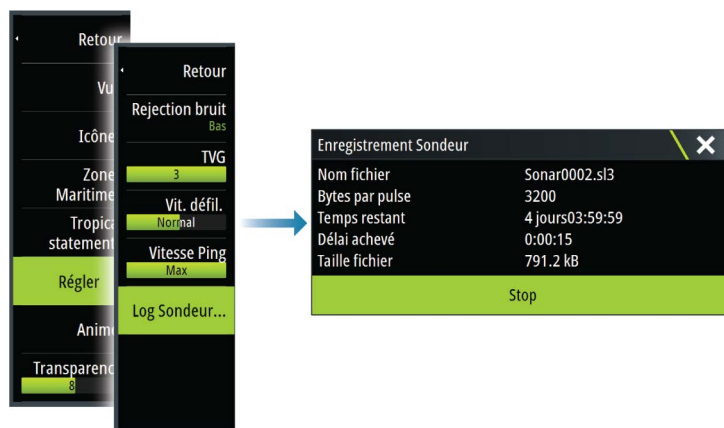 Retour
Vu
Icône
Zone
Maritime
Tropica
statement
Régler
Anim
Transparenc
8
Retour
Rejection bruit
Bas
TVG
3
Vit. défil.
Normal
Vitesse Ping
Max
Log Sondeur...
Enregistrement Sondeur
Nom fichier Sonar0002.sl3
Bytes par pulse 3200
Temps restant 4 jours03:59:59
Délai achevé 0:00:15
Taille fichier 791.2 kB
Stop